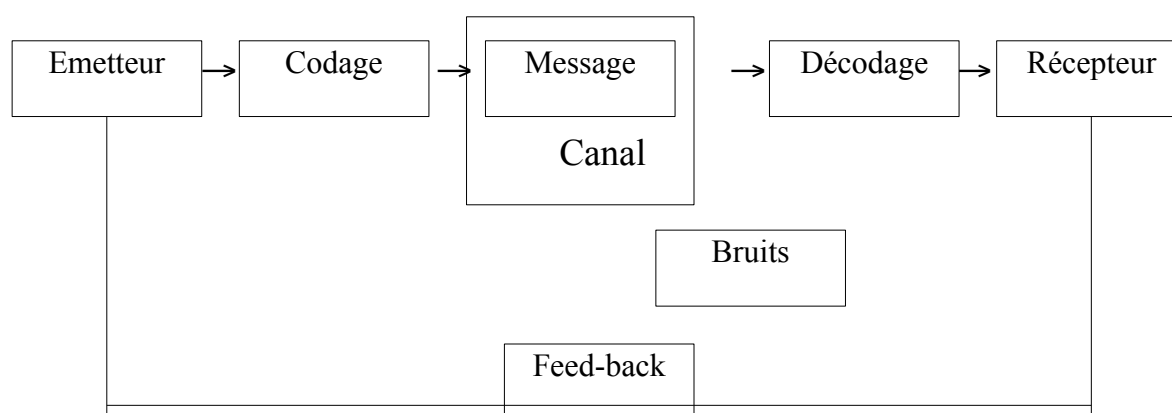 Emetteur
Codage
Message
Décodage
Récepteur
Canal
Bruits
Feed-back